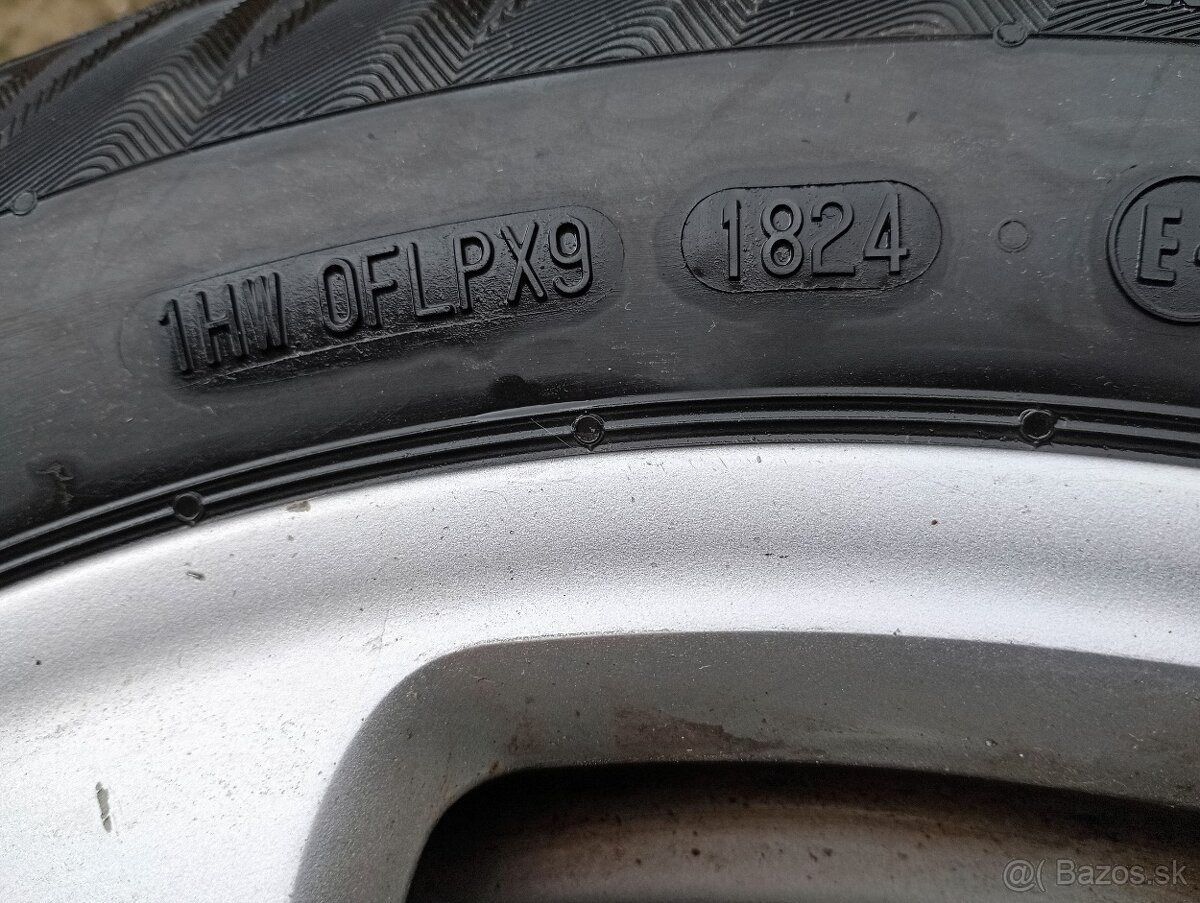 1HW 0FLPX9
1824
E
@( Bazos.sk